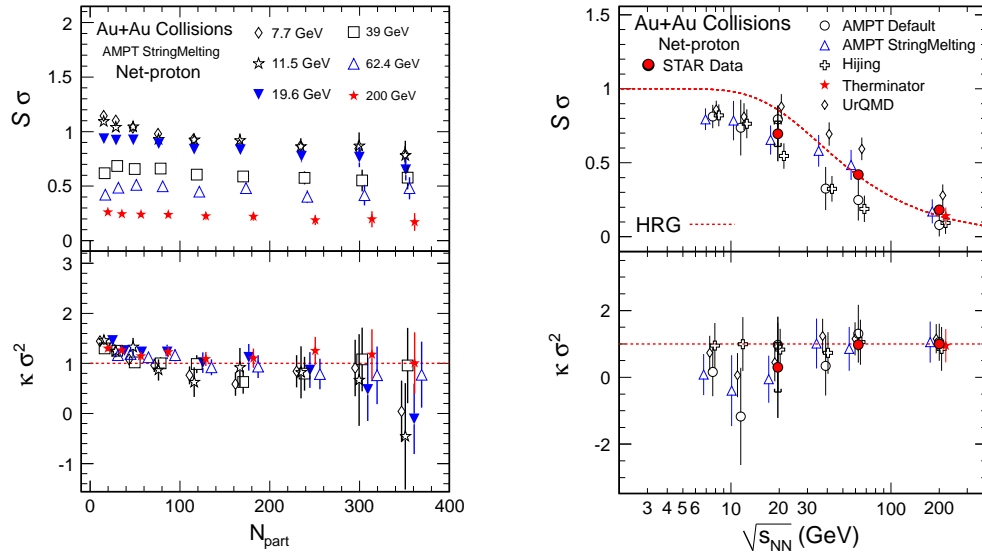 Au+Au Collisions
AMPT StringMelting
Net-proton
7.7 GeV
11.5 GeV
19.6 GeV
39 GeV
62.4 GeV
200 GeV
S σ
2
1.5
1
0.5
0
κ σ²
3
2
1
0
-1
0 100 200 300 400
N_part
Au+Au Collisions
Net-proton
STAR Data
AMPT Default
AMPT StringMelting
Hijing
Therminator
UrQMD
HRG
S σ
1.5
1
0.5
0
κ σ²
2
0
-2
2 3 4 5 6 10 20 30 100 200
√s_NN (GeV)